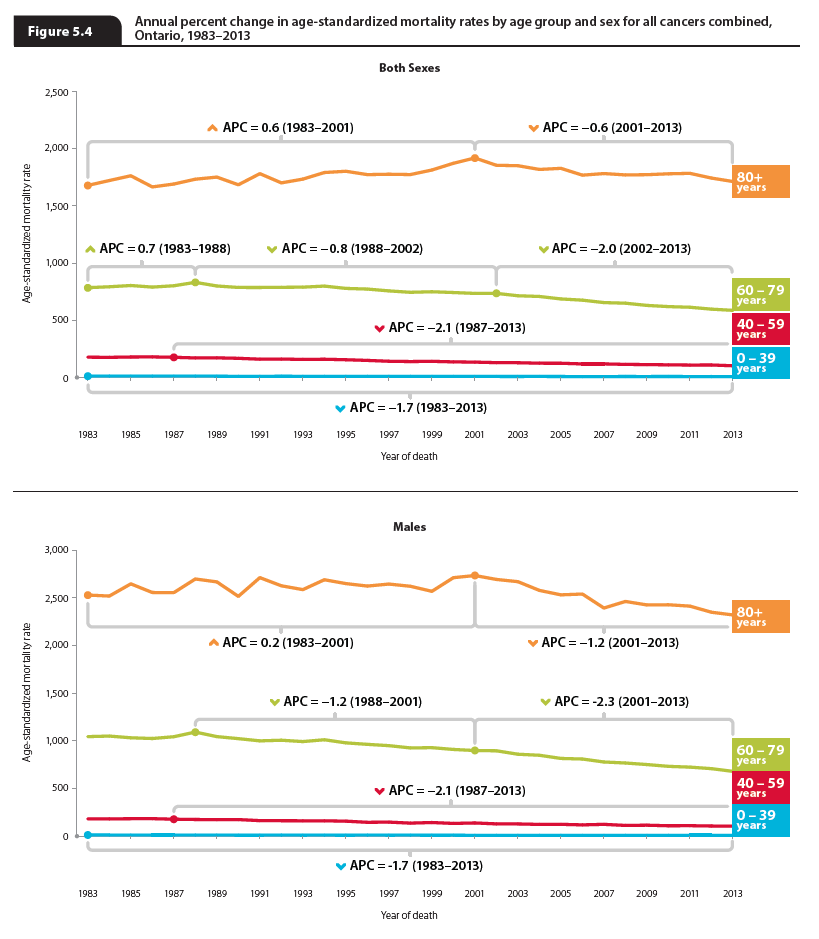 Figure 5.4
Annual percent change in age-standardized mortality rates by age group and sex for all cancers combined,
Ontario, 1983–2013
Both Sexes
Age-standardized mortality rate
2,500
2,000
1,500
1,000
500
0
APC = 0.6 (1983–2001)
APC = –0.6 (2001–2013)
80+
years
APC = 0.7 (1983–1988)
APC = –0.8 (1988–2002)
APC = –2.0 (2002–2013)
60 – 79
years
APC = –2.1 (1987–2013)
40 – 59
years
0 – 39
years
APC = –1.7 (1983–2013)
1983 1985 1987 1989 1991 1993 1995 1997 1999 2001 2003 2005 2007 2009 2011 2013
Year of death
Males
Age-standardized mortality rate
3,000
2,500
2,000
1,500
1,000
500
0
80+
years
APC = 0.2 (1983–2001)
APC = –1.2 (2001–2013)
APC = –1.2 (1988–2001)
APC = -2.3 (2001–2013)
60 – 79
years
APC = –2.1 (1987–2013)
40 – 59
years
0 – 39
years
APC = -1.7 (1983–2013)
1983 1985 1987 1989 1991 1993 1995 1997 1999 2001 2003 2005 2007 2009 2011 2013
Year of death